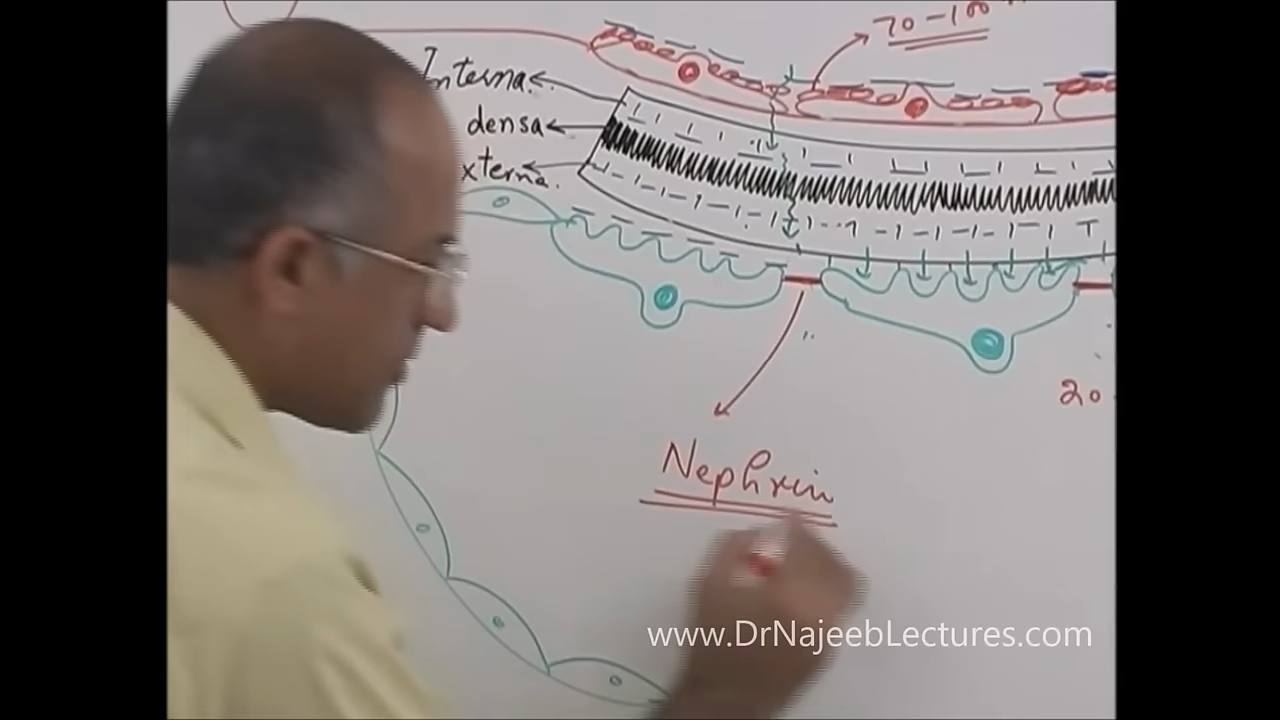 70-100
Interna
densa
xterna.
20
Nephrin
www.DrNajeebLectures.com